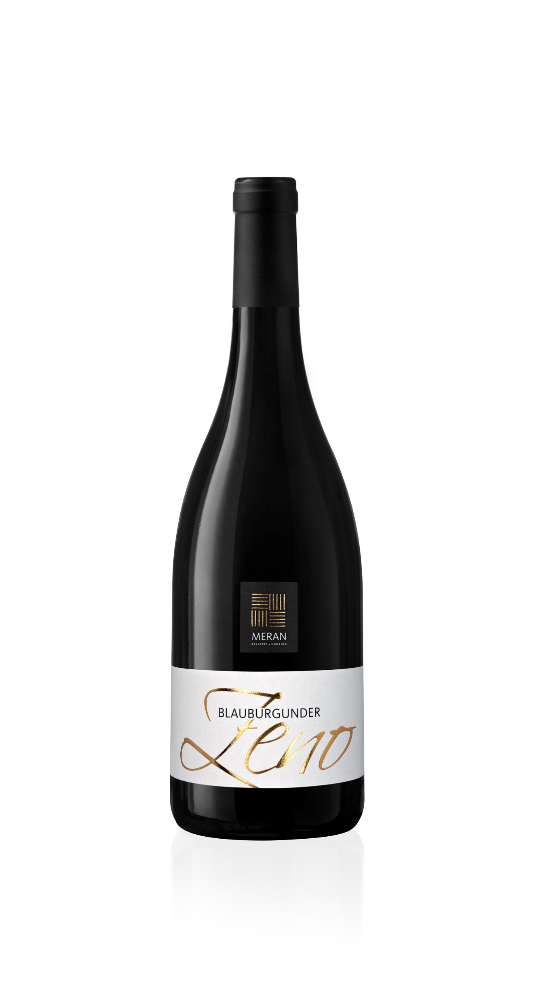 MERAN
KELLEREI . CANTINA
BLAUBURGUNDER
Zeno